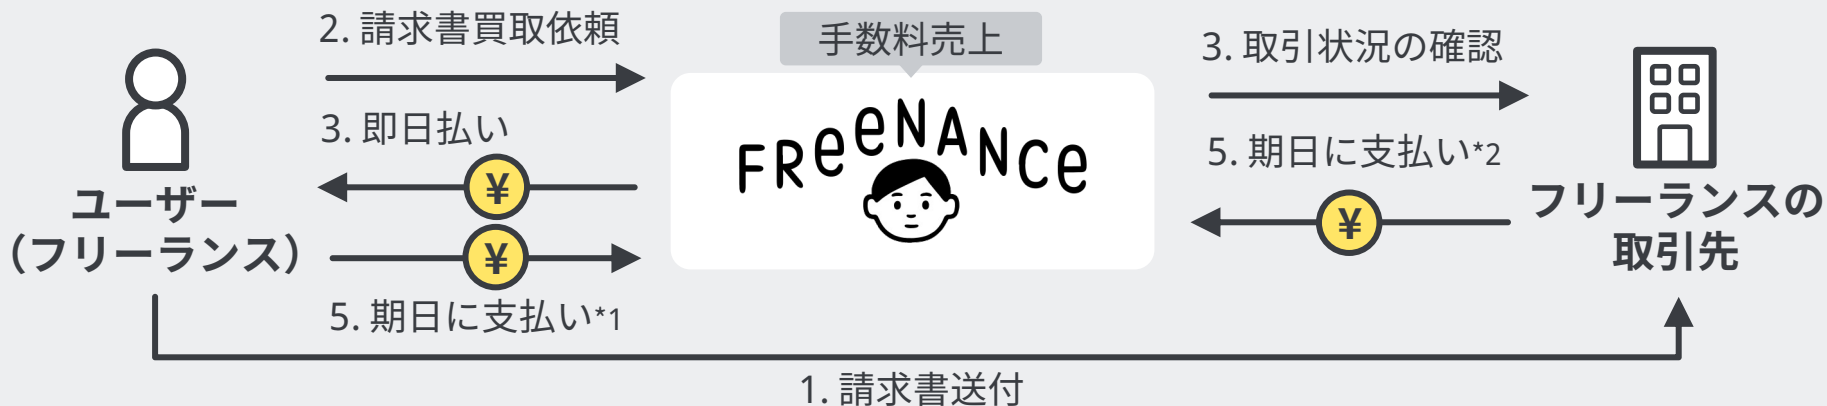 2. 請求書買取依頼
手数料売上
3. 取引状況の確認
3. 即日払い
FReeNANce
5. 期日に支払い*2
¥
¥
¥
ユーザー
（フリーランス）
フリーランスの
取引先
5. 期日に支払い*1
1. 請求書送付